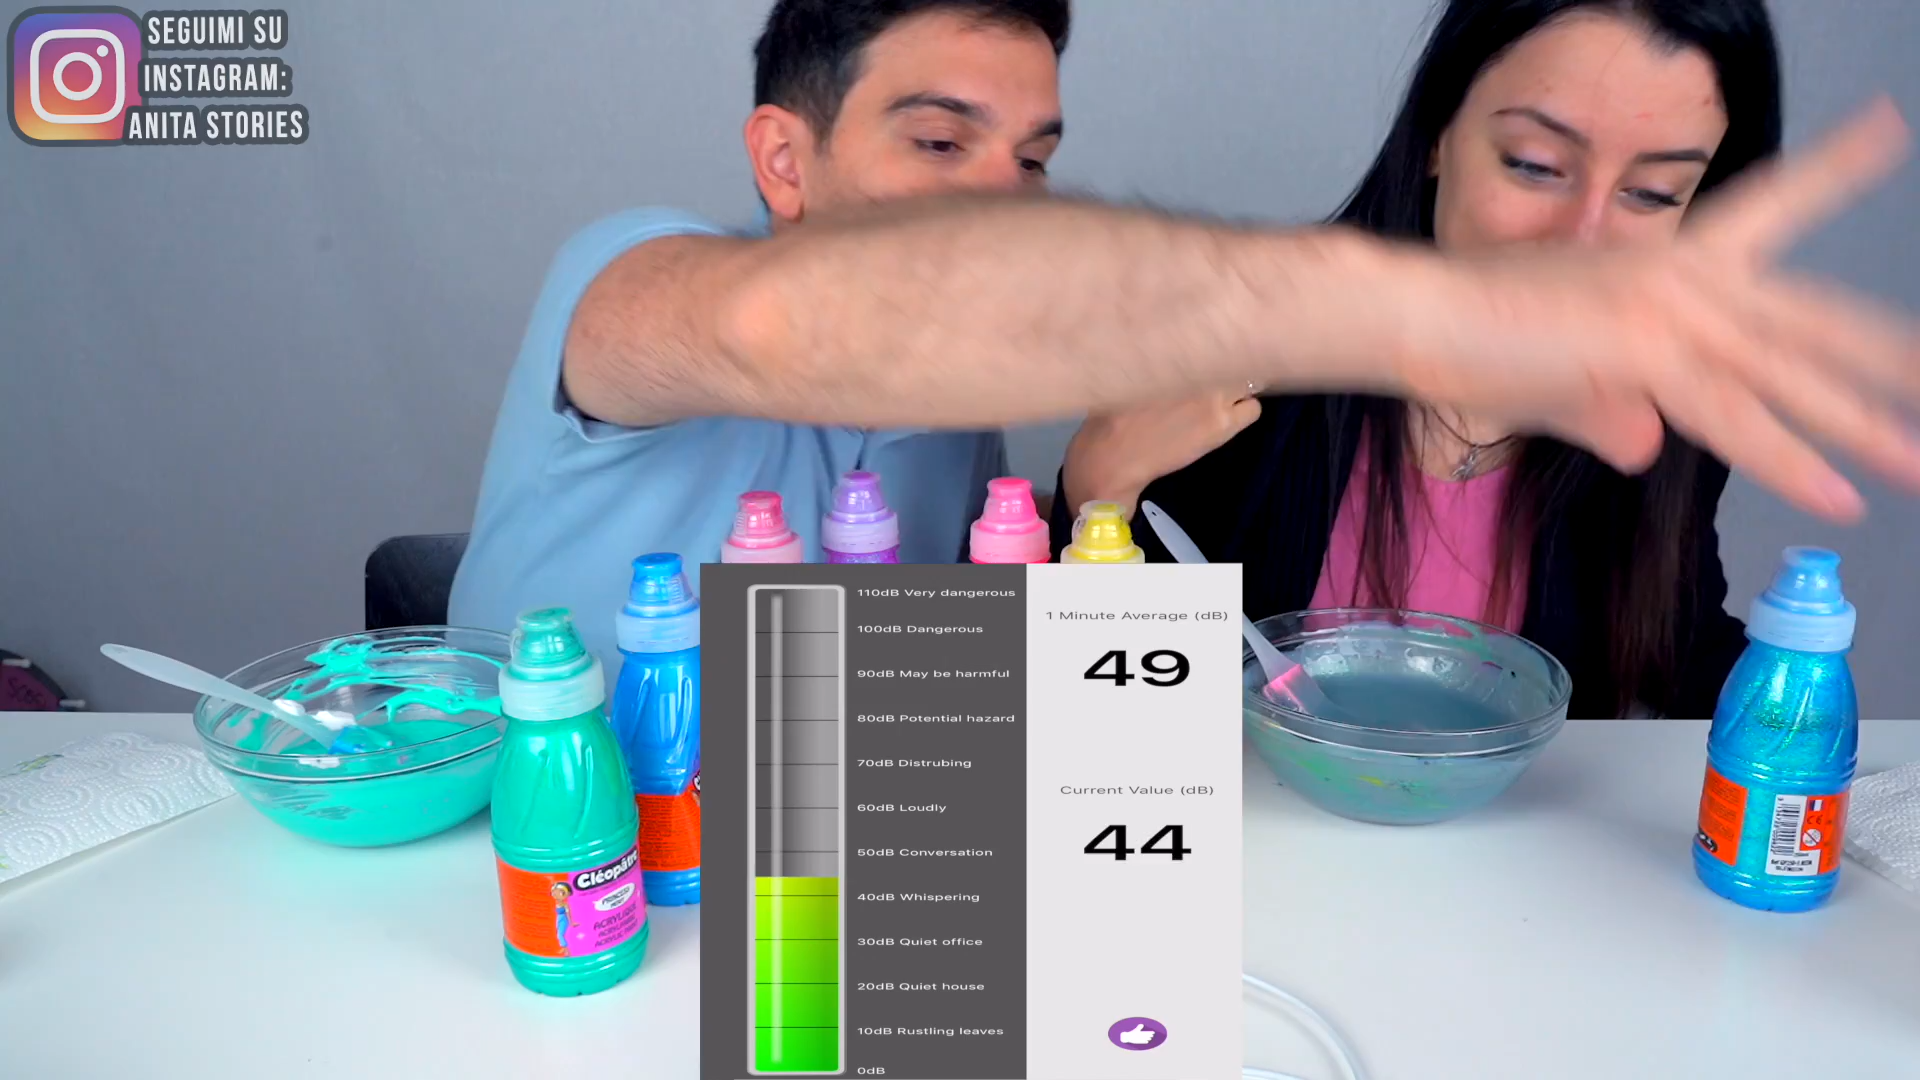 SEGUIMI SU
INSTAGRAM:
ANITA STORIES
110dB Very dangerous
100dB Dangerous
90dB May be harmful
80dB Potential hazard
70dB Distrubing
60dB Loudly
50dB Conversation
40dB Whispering
30dB Quiet office
20dB Quiet house
10dB Rustling leaves
0dB
1 Minute Average (dB)
49
Current Value (dB)
44
Cléopâtre
ACRYLIQUE